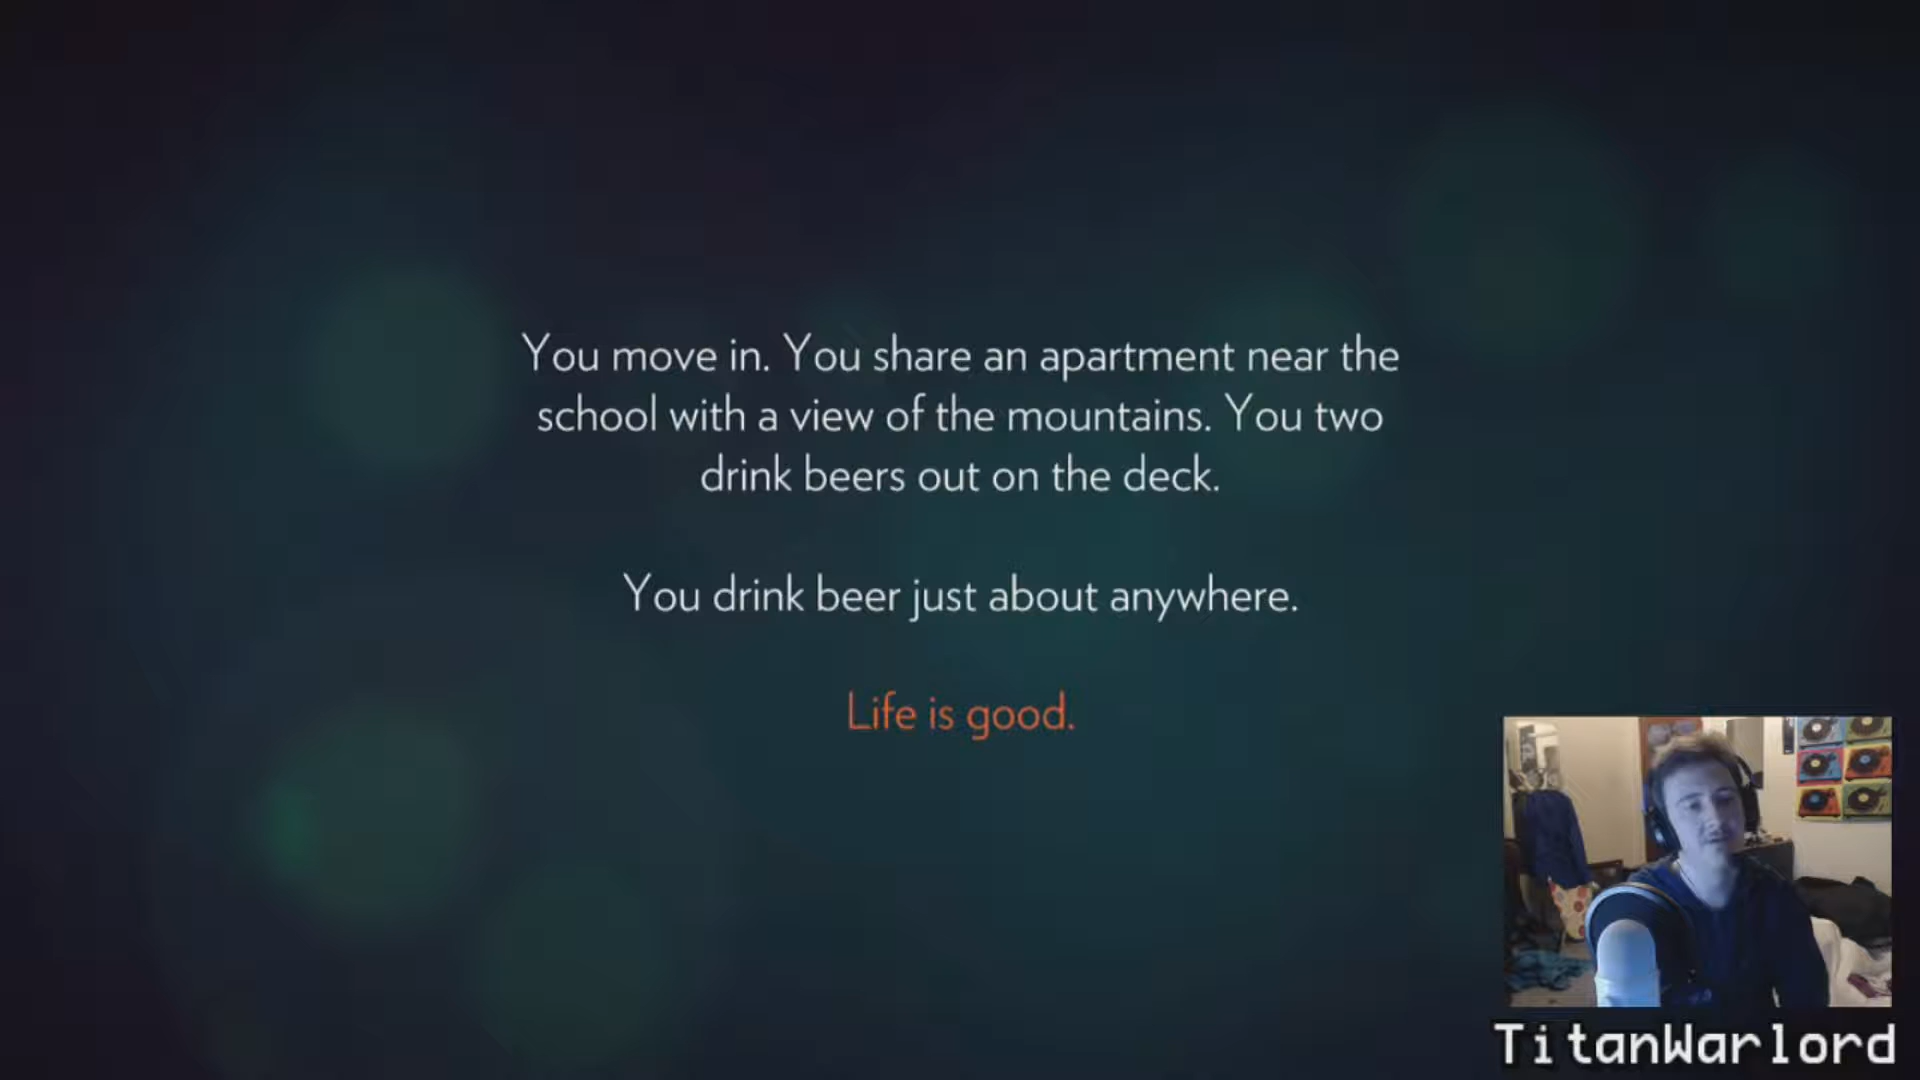 You move in. You share an apartment near the
school with a view of the mountains. You two
drink beers out on the deck.
You drink beer just about anywhere.
Life is good.
TitanWarlord